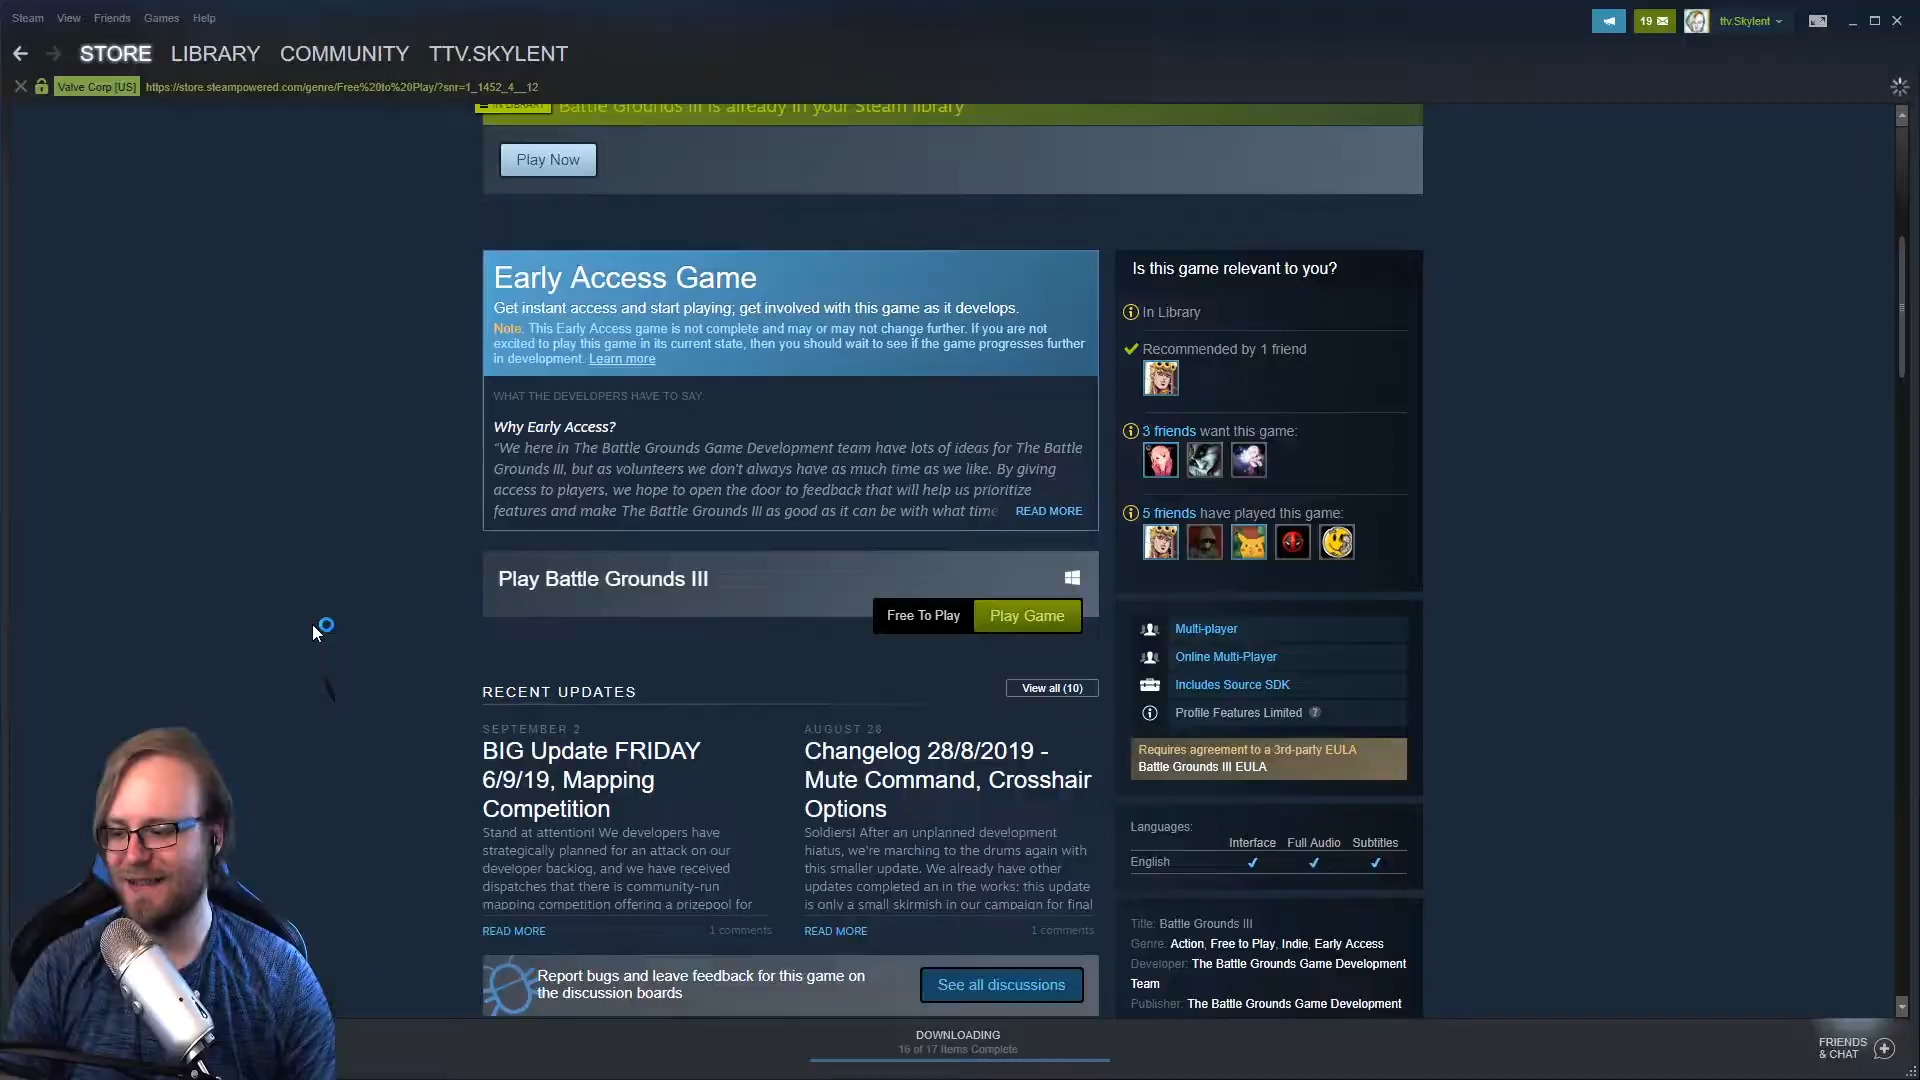 Steam View Friends Games Help
19 ttv.Skylent
STORE LIBRARY COMMUNITY TTV.SKYLENT
Valve Corp [US] https://store.steampowered.com/genre/Free%20to%20Play/?snr=1_1452_4__12
IN LIBRARY Battle Grounds III is already in your Steam library
Play Now
Early Access Game
Get instant access and start playing; get involved with this game as it develops.
Note: This Early Access game is not complete and may or may not change further. If you are not
excited to play this game in its current state, then you should wait to see if the game progresses further
in development. Learn more
WHAT THE DEVELOPERS HAVE TO SAY:
Why Early Access?
“We here in The Battle Grounds Game Development team have lots of ideas for The Battle
Grounds III, but as volunteers we don't always have as much time as we like. By giving
access to players, we hope to open the door to feedback that will help us prioritize
features and make The Battle Grounds III as good as it can be with what time READ MORE
Play Battle Grounds III
Free To Play Play Game
RECENT UPDATES View all (10)
SEPTEMBER 2
BIG Update FRIDAY
6/9/19, Mapping
Competition
Stand at attention! We developers have
strategically planned for an attack on our
developer backlog, and we have received
dispatches that there is community-run
mapping competition offering a prizepool for
READ MORE 1 comments
AUGUST 28
Changelog 28/8/2019 -
Mute Command, Crosshair
Options
Soldiers! After an unplanned development
hiatus, we're marching to the drums again with
this smaller update. We already have other
updates completed an in the works; this update
is only a small skirmish in our campaign for final
READ MORE 1 comments
Report bugs and leave feedback for this game on
the discussion boards
See all discussions
Is this game relevant to you?
In Library
Recommended by 1 friend
3 friends want this game:
5 friends have played this game:
Multi-player
Online Multi-Player
Includes Source SDK
Profile Features Limited ?
Requires agreement to a 3rd-party EULA
Battle Grounds III EULA
Languages:
Interface Full Audio Subtitles
English ✔ ✔ ✔
Title: Battle Grounds III
Genre: Action, Free to Play, Indie, Early Access
Developer: The Battle Grounds Game Development
Team
Publisher: The Battle Grounds Game Development
DOWNLOADING
16 of 17 Items Complete
FRIENDS
& CHAT